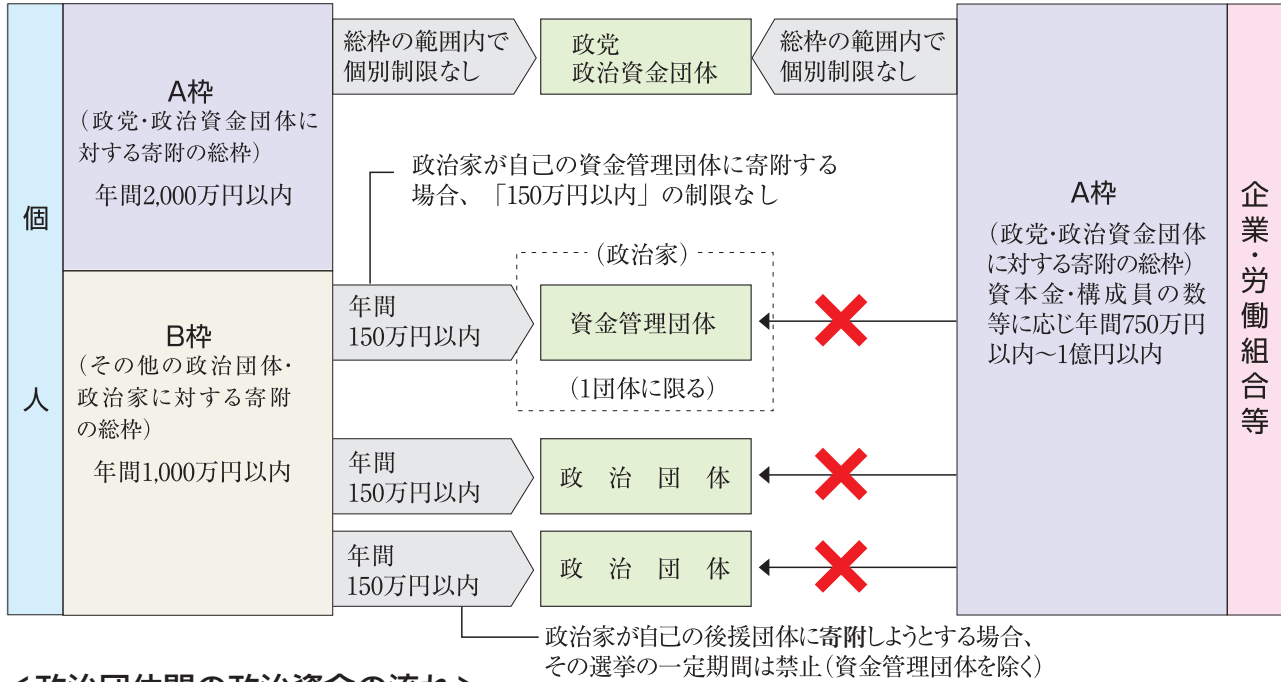 個人
A枠
（政党・政治資金団体に
対する寄附の総枠）
年間2,000万円以内
B枠
（その他の政治団体・
政治家に対する寄附
の総枠）
年間1,000万円以内
総枠の範囲内で
個別制限なし
政党
政治資金団体
総枠の範囲内で
個別制限なし
政治家が自己の資金管理団体に寄附する
場合、「150万円以内」の制限なし
年間
150万円以内
（政治家）
資金管理団体
（1団体に限る）
年間
150万円以内
政治団体
年間
150万円以内
政治団体
政治家が自己の後援団体に寄附しようとする場合、
その選挙の一定期間は禁止（資金管理団体を除く）
A枠
（政党・政治資金団体
に対する寄附の総枠）
資本金・構成員の数
等に応じ年間750万円
以内～1億円以内
企業・労働組合等
＜政治団体間の政治資金の流れ＞